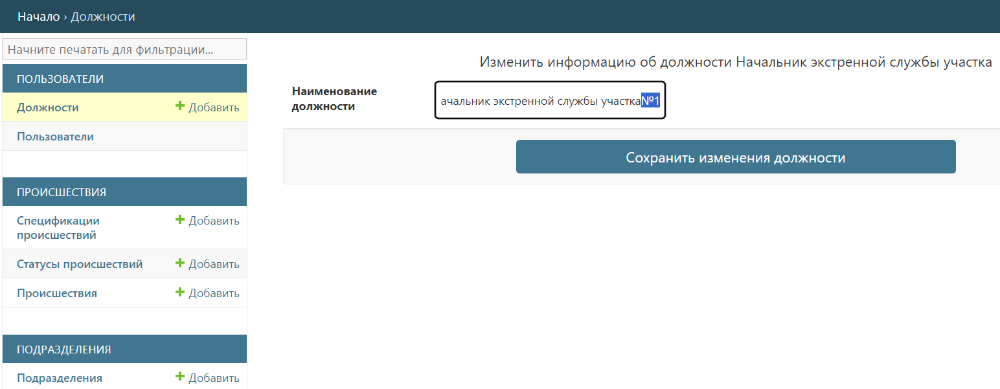 Начало › Должности
Начните печатать для фильтрации...
ПОЛЬЗОВАТЕЛИ
Должности
Добавить
Пользователи
ПРОИСШЕСТВИЯ
Спецификации
происшествий
Добавить
Статусы происшествий
Добавить
Происшествия
Добавить
ПОДРАЗДЕЛЕНИЯ
Подразделения
Добавить
Изменить информацию об должности Начальник экстренной службы участка
Наименование
должности
ачальник экстренной службы участка№1
Сохранить изменения должности